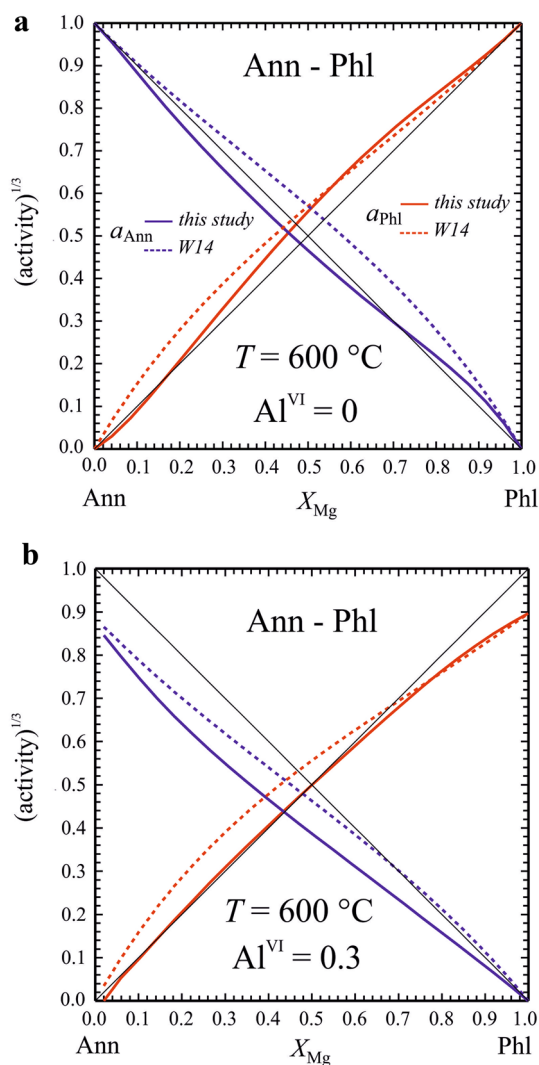 a
Ann - Phl
1.0
0.9
0.8
0.7
0.6
0.5
0.4
0.3
0.2
0.1
0.0
(activity)1/3
aAnn
this study
W14
aPhl
this study
W14
T = 600 °C
AlVI = 0
0.0 0.1 0.2 0.3 0.4 0.5 0.6 0.7 0.8 0.9 1.0
Ann XMg Phl
b
Ann - Phl
1.0
0.9
0.8
0.7
0.6
0.5
0.4
0.3
0.2
0.1
0.0
(activity)1/3
T = 600 °C
AlVI = 0.3
0.0 0.1 0.2 0.3 0.4 0.5 0.6 0.7 0.8 0.9 1.0
Ann XMg Phl